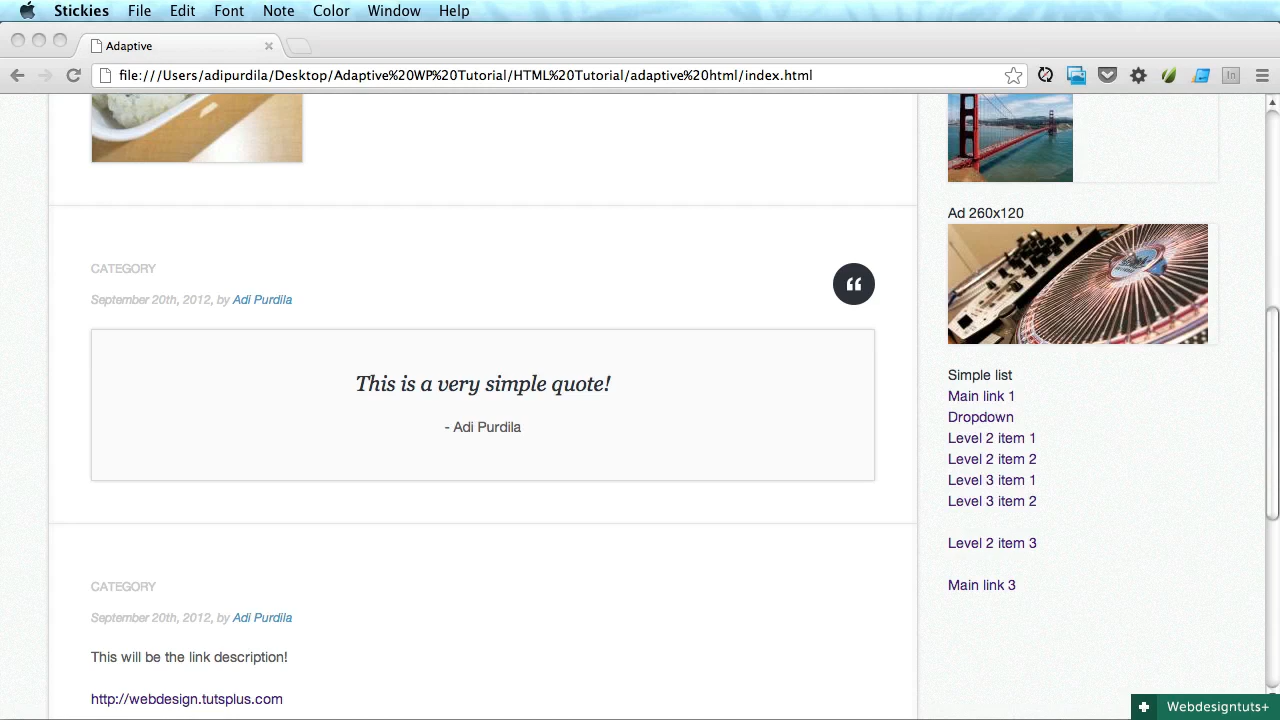 Stickies File Edit Font Note Color Window Help
Adaptive
file:///Users/adipurdila/Desktop/Adaptive%20WP%20Tutorial/HTML%20Tutorial/adaptive%20html/index.html
In
CATEGORY
September 20th, 2012, by Adi Purdila
This is a very simple quote!
- Adi Purdila
CATEGORY
September 20th, 2012, by Adi Purdila
This will be the link description!
http://webdesign.tutsplus.com
Ad 260x120
Simple list
Main link 1
Dropdown
Level 2 item 1
Level 2 item 2
Level 3 item 1
Level 3 item 2
Level 2 item 3
Main link 3
Webdesigntuts+